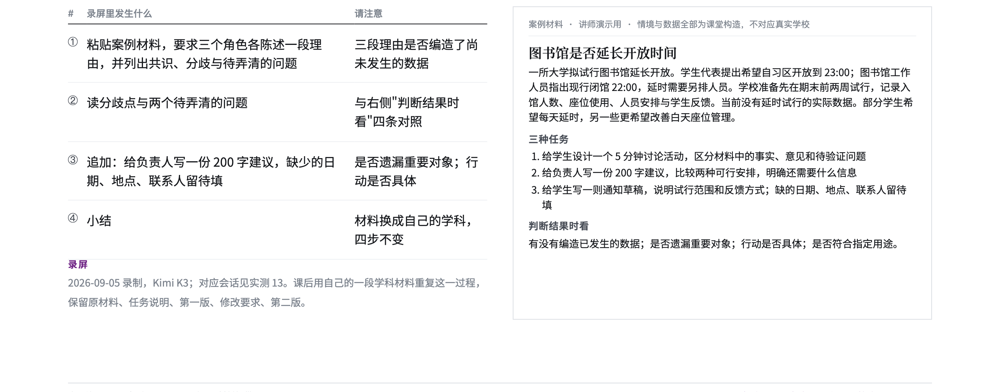 # 录屏里发生什么 请注意
① 粘贴案例材料，要求三个角色各陈述一段理 三段理由是否编造了尚
由，并列出共识、分歧与待弄清的问题 未发生的数据
② 读分歧点与两个待弄清的问题 与右侧"判断结果时
看"四条对照
③ 追加：给负责人写一份 200 字建议，缺少的日 是否遗漏重要对象；行
期、地点、联系人留待填 动是否具体
④ 小结 材料换成自己的学科，
四步不变
录屏
2026-09-05 录制，Kimi K3；对应会话见实测 13。课后用自己的一段学科材料重复这一过程，
保留原材料、任务说明、第一版、修改要求、第二版。
案例材料 · 讲师演示用 · 情境与数据全部为课堂构造，不对应真实学校
图书馆是否延长开放时间
一所大学拟试行图书馆延长开放。学生代表提出希望自习区开放到 23:00；图书馆工作
人员指出现行闭馆 22:00，延时需要另排人员。学校准备先在期末前两周试行，记录入
馆人数、座位使用、人员安排与学生反馈。当前没有延时试行的实际数据。部分学生希
望每天延时，另一些更希望改善白天座位管理。
三种任务
1. 给学生设计一个 5 分钟讨论活动，区分材料中的事实、意见和待验证问题
2. 给负责人写一份 200 字建议，比较两种可行安排，明确还需要什么信息
3. 给学生写一则通知草稿，说明试行范围和反馈方式；缺的日期、地点、联系人留待
填
判断结果时看
有没有编造已发生的数据；是否遗漏重要对象；行动是否具体；是否符合指定用途。